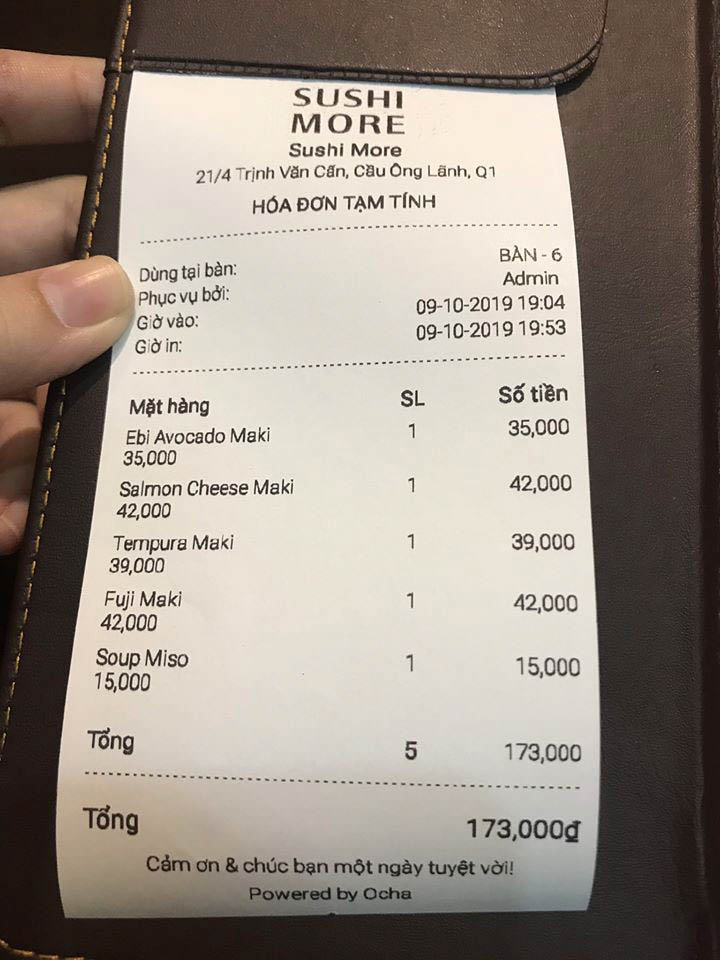 SUSHI
MORE
Sushi More
21/4 Trịnh Văn Cấn, Cầu Ông Lãnh, Q1
HÓA ĐƠN TẠM TÍNH
Dùng tại bàn: BÀN - 6
Phục vụ bởi: Admin
Giờ vào: 09-10-2019 19:04
Giờ in: 09-10-2019 19:53
Mặt hàng SL Số tiền
Ebi Avocado Maki 1 35,000
35,000
Salmon Cheese Maki 1 42,000
42,000
Tempura Maki 1 39,000
39,000
Fuji Maki 1 42,000
42,000
Soup Miso 1 15,000
15,000
Tổng 5 173,000
Tổng 173,000₫
Cảm ơn & chúc bạn một ngày tuyệt vời!
Powered by Ocha